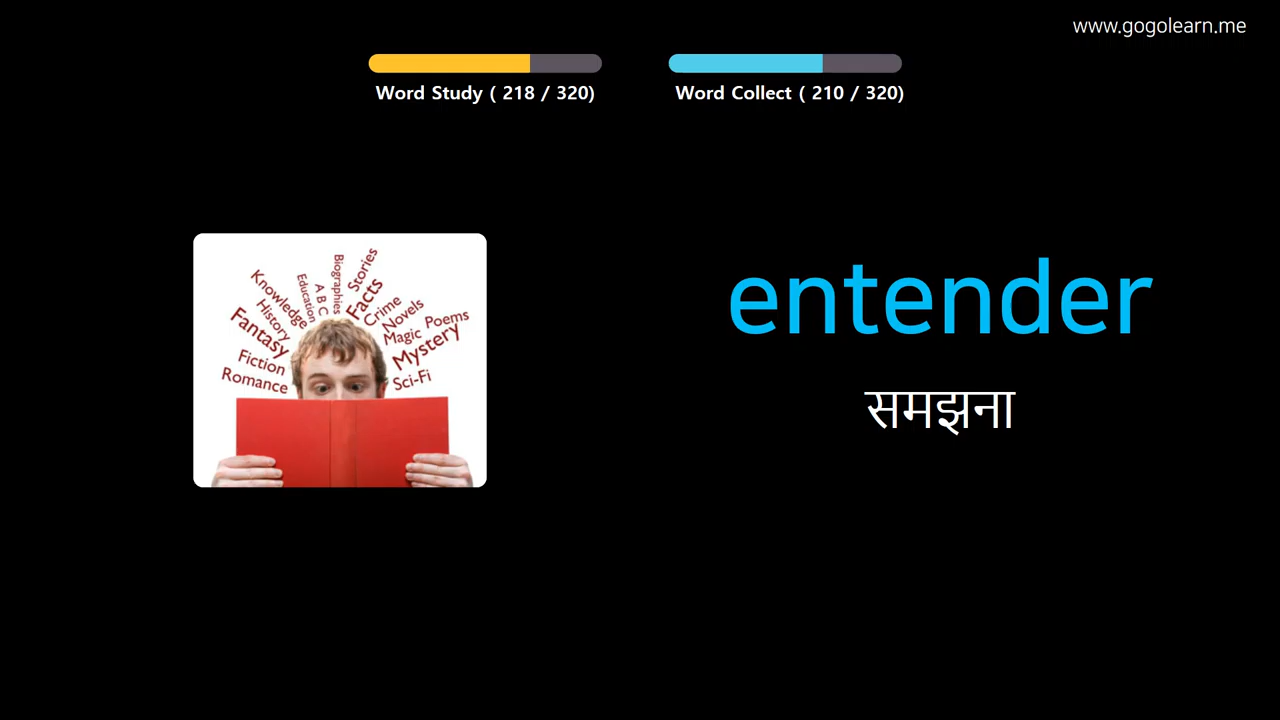 www.gogolearn.me
Word Study ( 218 / 320)
Word Collect ( 210 / 320)
entender
समझना
Knowledge
History
Fantasy
Fiction
Romance
Education
A B C
Biographies
Stories
Facts
Crime
Novels
Magic
Poems
Mystery
Sci-Fi